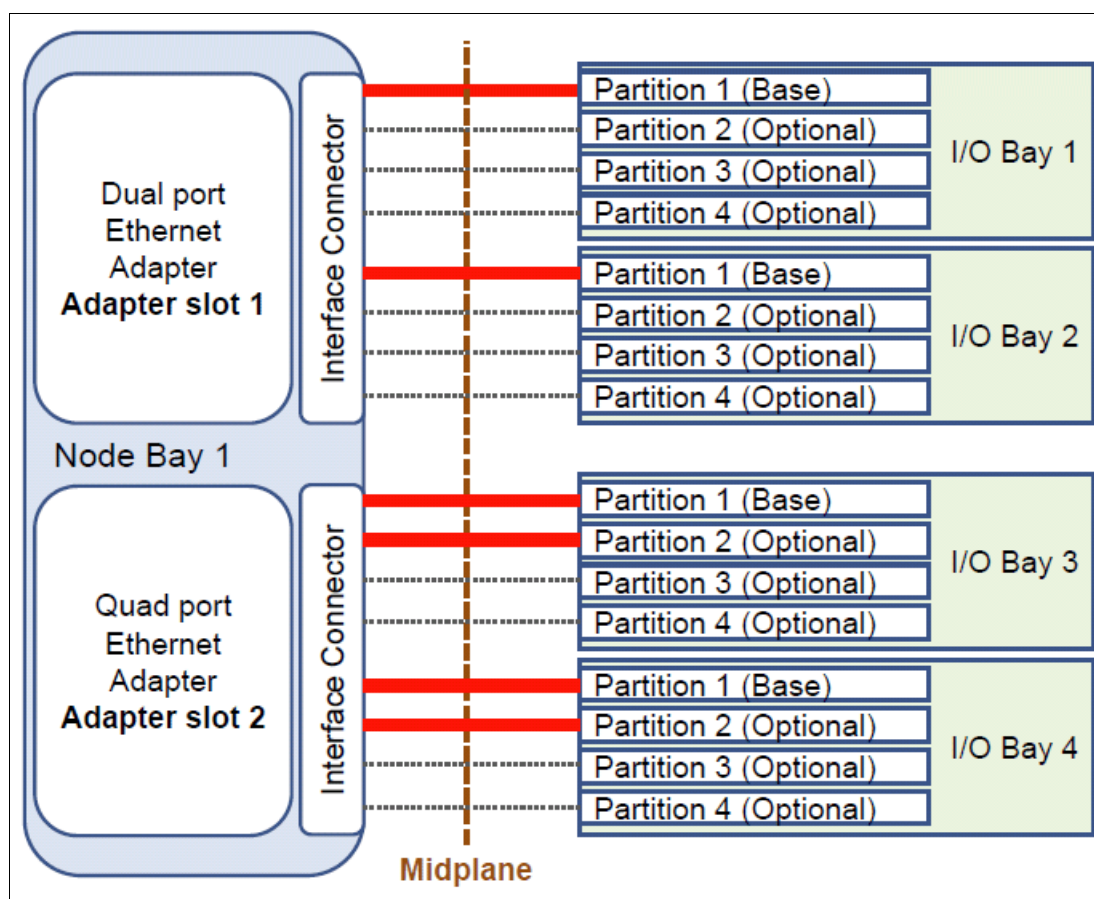 Dual port
Ethernet
Adapter
Adapter slot 1
Interface Connector
Node Bay 1
Quad port
Ethernet
Adapter
Adapter slot 2
Interface Connector
Midplane
Partition 1 (Base)
Partition 2 (Optional)
Partition 3 (Optional)
Partition 4 (Optional)
I/O Bay 1
Partition 1 (Base)
Partition 2 (Optional)
Partition 3 (Optional)
Partition 4 (Optional)
I/O Bay 2
Partition 1 (Base)
Partition 2 (Optional)
Partition 3 (Optional)
Partition 4 (Optional)
I/O Bay 3
Partition 1 (Base)
Partition 2 (Optional)
Partition 3 (Optional)
Partition 4 (Optional)
I/O Bay 4